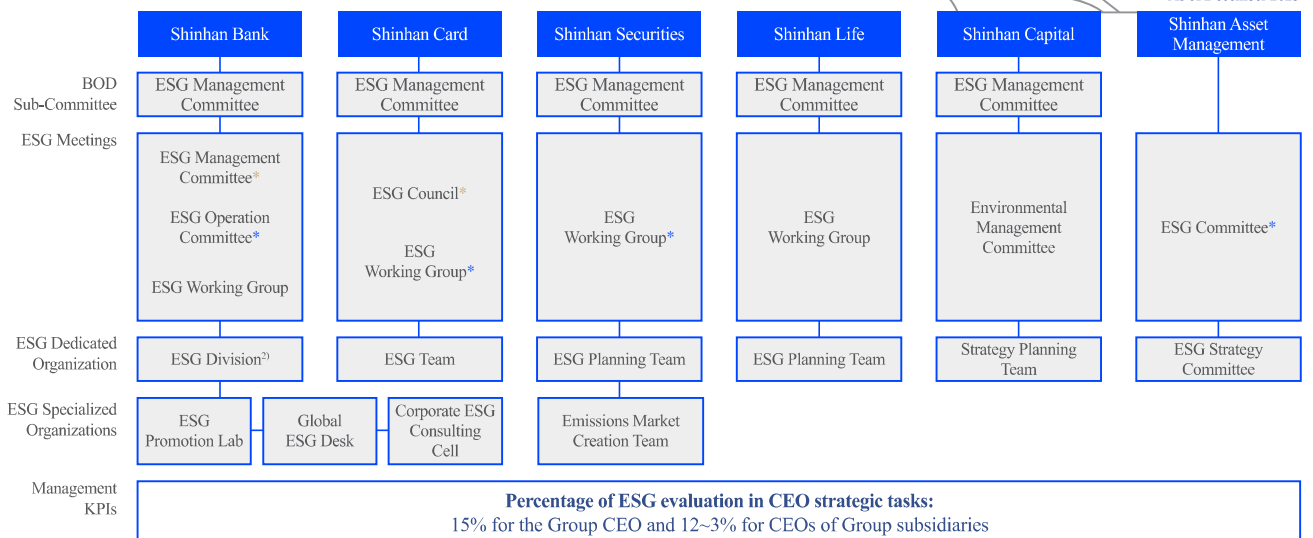 Shinhan Bank
Shinhan Card
Shinhan Securities
Shinhan Life
Shinhan Capital
Shinhan Asset
Management
BOD
Sub-Committee
ESG Management
Committee
ESG Management
Committee
ESG Management
Committee
ESG Management
Committee
ESG Management
Committee
ESG Meetings
ESG Management
Committee*
ESG Operation
Committee*
ESG Working Group
ESG Council*
ESG
Working Group*
ESG
Working Group*
ESG
Working Group
Environmental
Management
Committee
ESG Committee*
ESG Dedicated
Organization
ESG Division2)
ESG Team
ESG Planning Team
ESG Planning Team
Strategy Planning
Team
ESG Strategy
Committee
ESG Specialized
Organizations
ESG
Promotion Lab
Global
ESG Desk
Corporate ESG
Consulting
Cell
Emissions Market
Creation Team
Management
KPIs
Percentage of ESG evaluation in CEO strategic tasks:
15% for the Group CEO and 12~3% for CEOs of Group subsidiaries